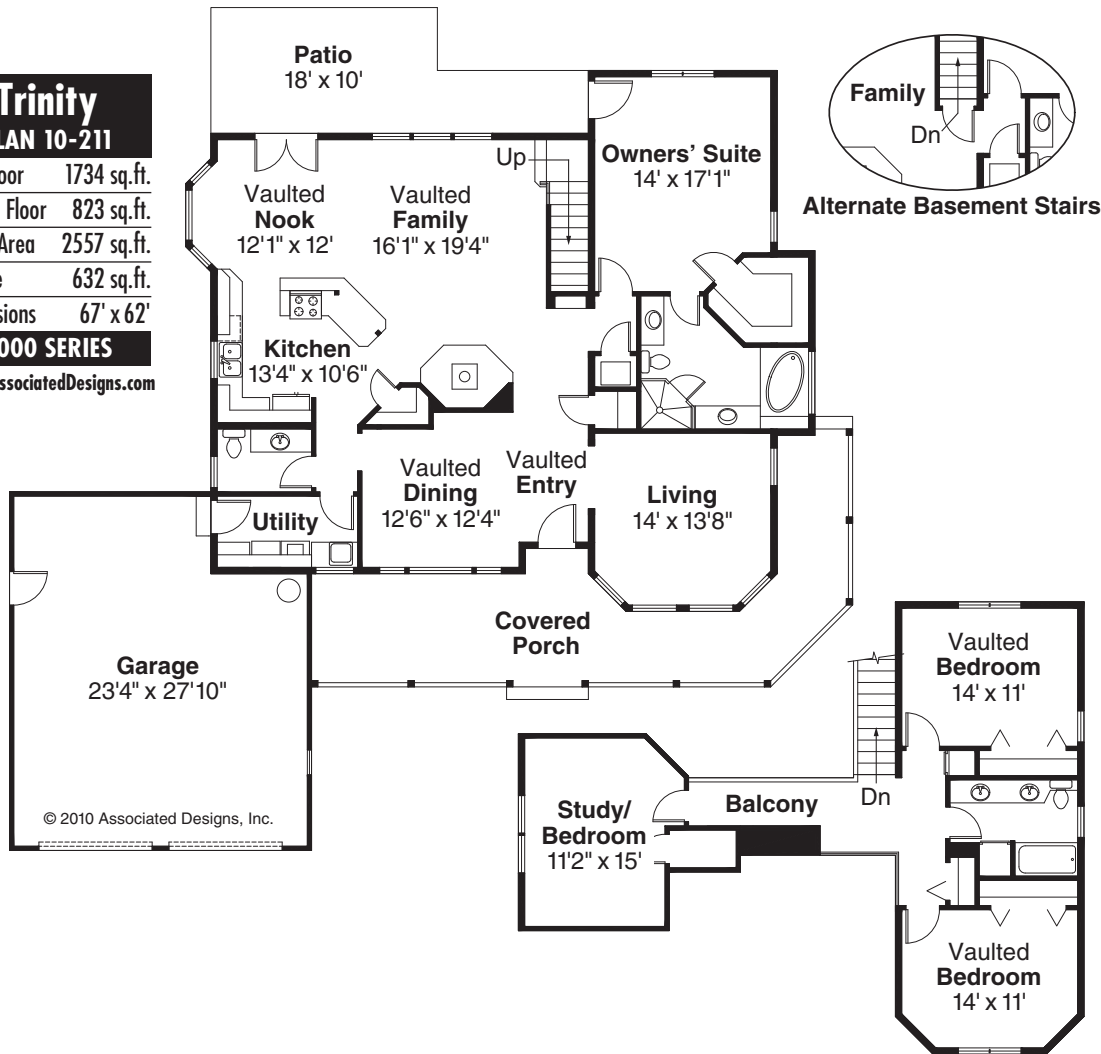 Trinity
LAN 10-211
oor 1734 sq.ft.
Floor 823 sq.ft.
Area 2557 sq.ft.
e 632 sq.ft.
sions 67' x 62'
000 SERIES
ssociatedDesigns.com
Patio
18' x 10'
Up
Owners' Suite
14' x 17'1"
Family
Dn
Alternate Basement Stairs
Vaulted
Nook
12'1" x 12'
Vaulted
Family
16'1" x 19'4"
Kitchen
13'4" x 10'6"
Vaulted
Dining
12'6" x 12'4"
Vaulted
Entry
Living
14' x 13'8"
Utility
Covered
Porch
Garage
23'4" x 27'10"
© 2010 Associated Designs, Inc.
Vaulted
Bedroom
14' x 11'
Study/
Bedroom
11'2" x 15'
Balcony
Dn
Vaulted
Bedroom
14' x 11'